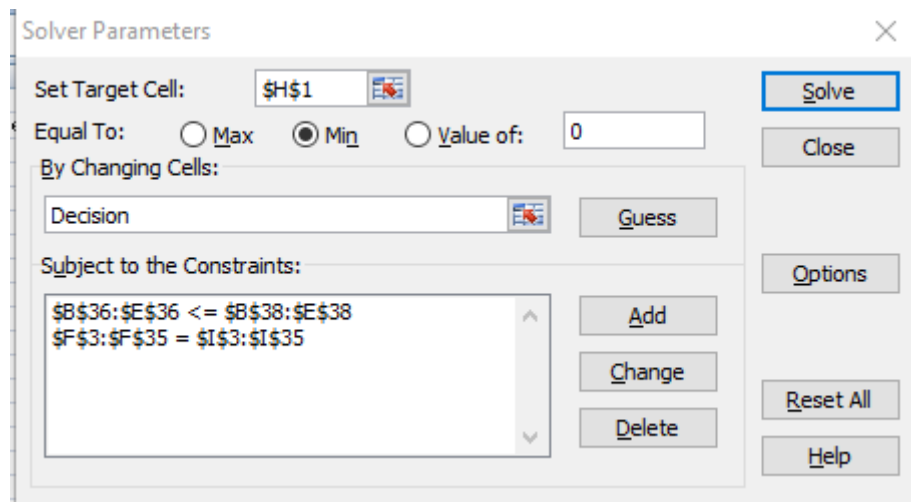 Solver Parameters
Set Target Cell: $H$1
Solve
Equal To: Max Min Value of: 0
Close
By Changing Cells:
Decision
Guess
Subject to the Constraints:
Options
$B$36:$E$36 <= $B$38:$E$38
$F$3:$F$35 = $I$3:$I$35
Add
Change
Reset All
Delete
Help